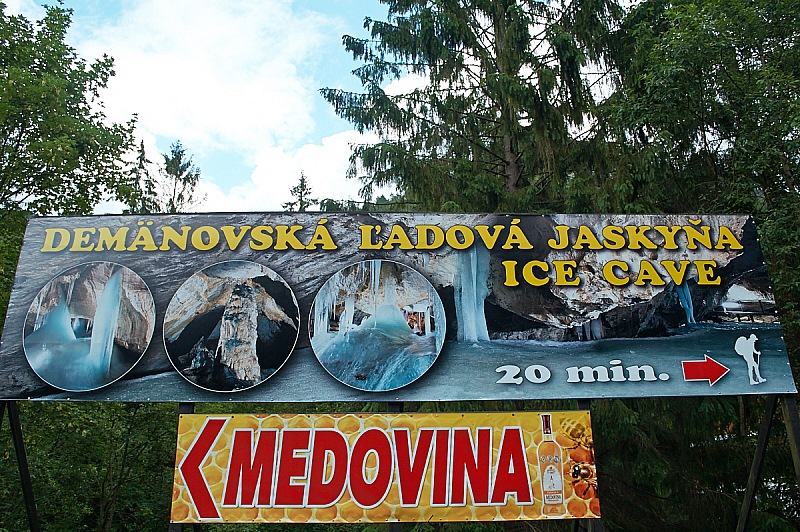 DEMÄNOVSKÁ ĽADOVÁ JASKYŇA
ICE CAVE
20 min.
MEDOVINA